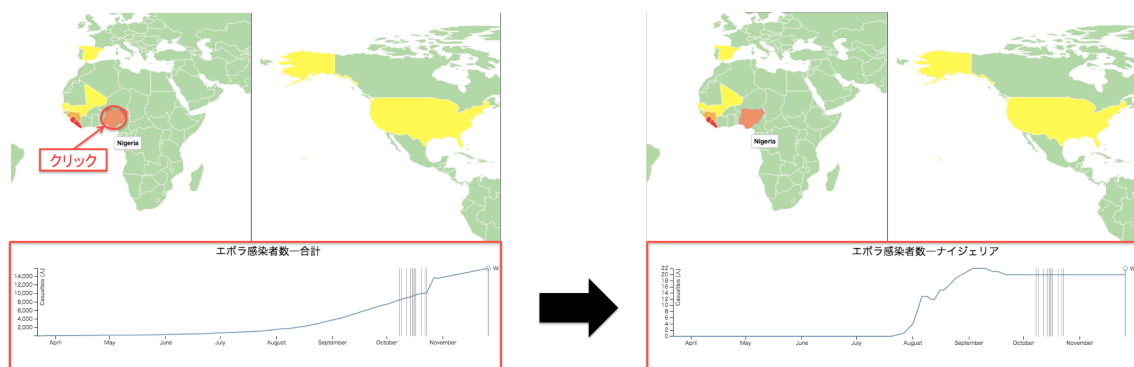 Nigeria
クリック
エボラ感染者数—合計
14,000
12,000
10,000
8,000
6,000
4,000
2,000
Casualties (人)
W
April
May
June
July
August
September
October
November
Nigeria
エボラ感染者数—ナイジェリア
22
20
18
16
14
12
10
8
6
4
2
0
Casualties (人)
W
April
May
June
July
August
September
October
November